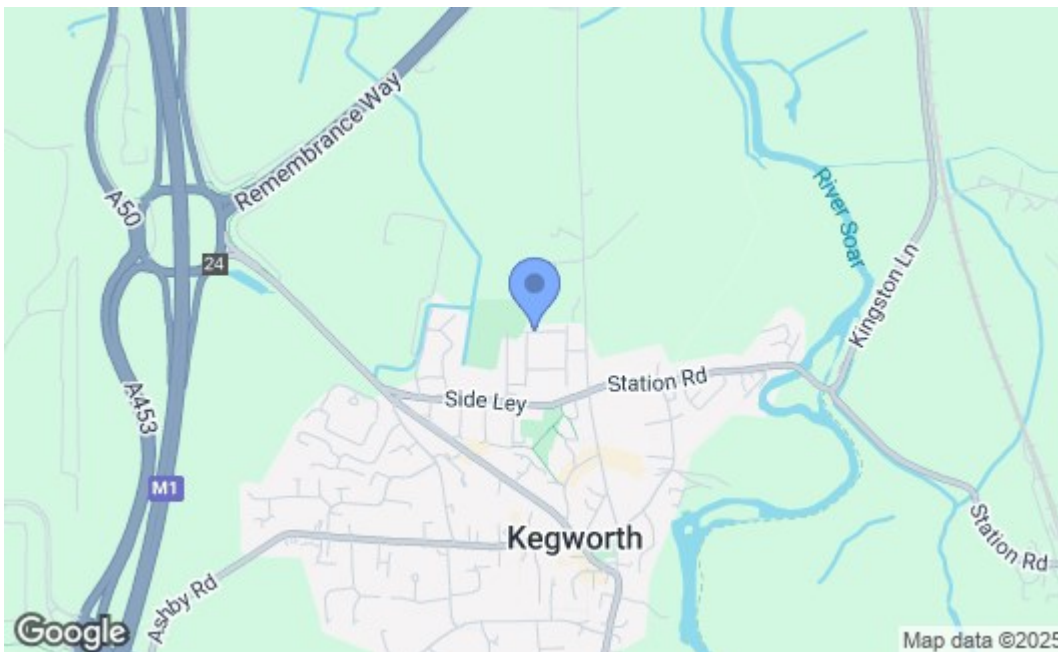 Remembrance Way
A50
24
River Soar
Kingston Ln
A453
Side Ley
Station Rd
M1
Kegworth
Station Rd
Ashby Rd
Google
Map data ©2025